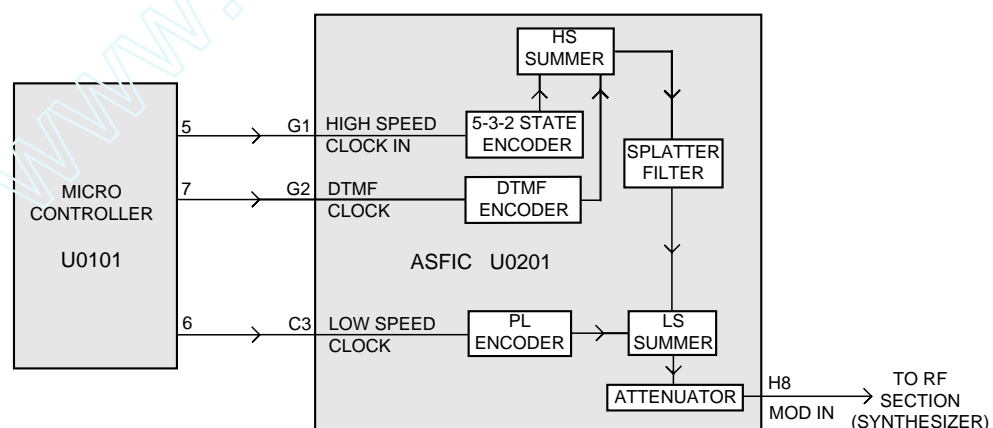 HS
SUMMER
5
G1
HIGH SPEED
CLOCK IN
5-3-2 STATE
ENCODER
SPLATTER
FILTER
MICRO
CONTROLLER
U0101
7
G2
DTMF
CLOCK
DTMF
ENCODER
ASFIC U0201
6
C3
LOW SPEED
CLOCK
PL
ENCODER
LS
SUMMER
ATTENUATOR
H8
MOD IN
TO RF
SECTION
(SYNTHESIZER)
www.